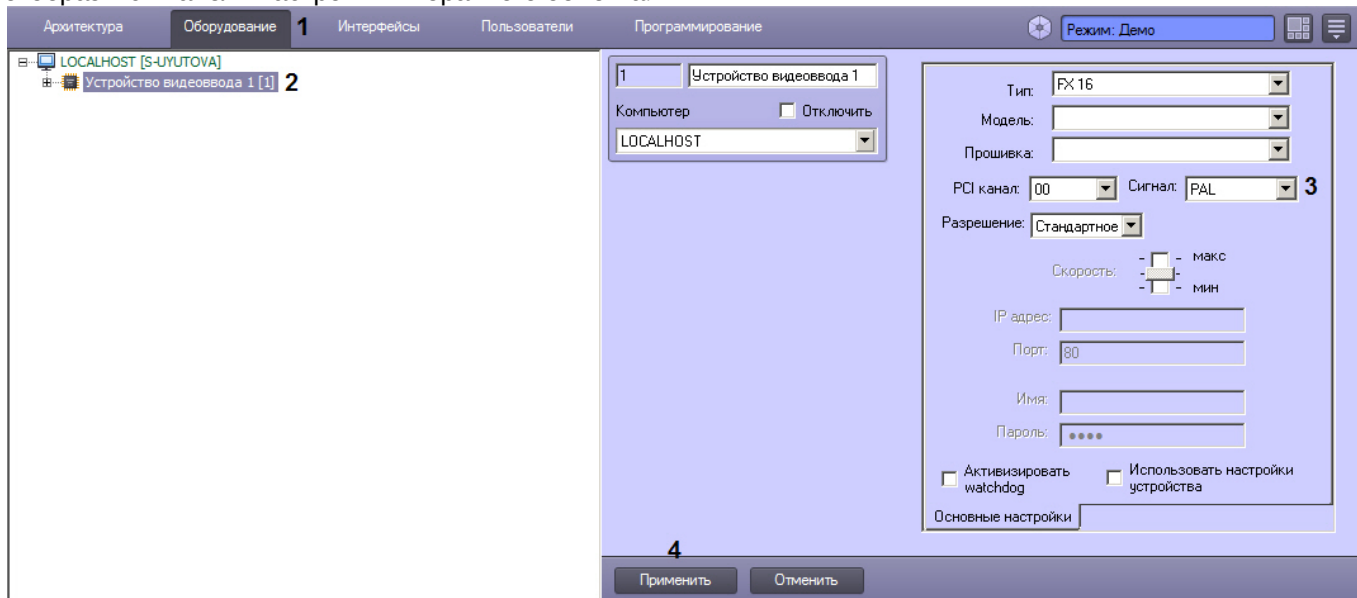 Архитектура Оборудование 1 Интерфейсы Пользователи Программирование Режим: Демо
LOCALHOST [S-UYUTOVA]
Устройство видеоввода 1 [1] 2
1 Устройство видеоввода 1
Компьютер Отключить
LOCALHOST
Тип: FX 16
Модель:
Прошивка:
PCI канал: 00 Сигнал: PAL 3
Разрешение: Стандартное
Скорость: - - макс
- -
- - мин
IP адрес:
Порт: 80
Имя:
Пароль: ••••
Активизировать watchdog
Использовать настройки устройства
Основные настройки
4
Применить Отменить